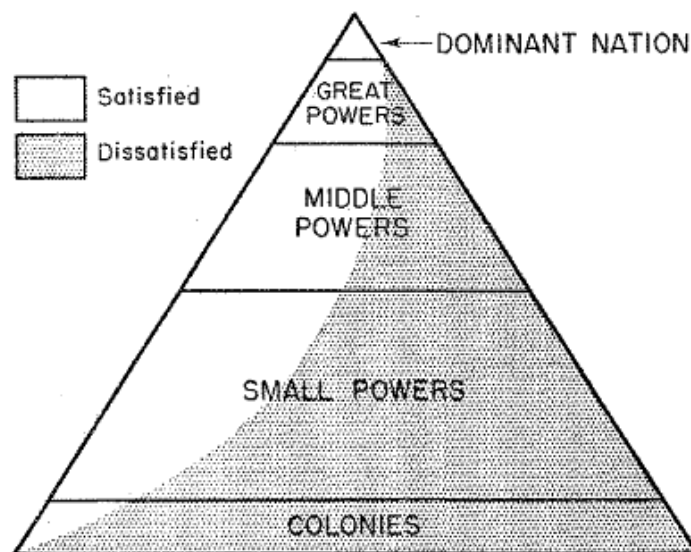 DOMINANT NATION
Satisfied
Dissatisfied
GREAT
POWERS
MIDDLE
POWERS
SMALL POWERS
COLONIES